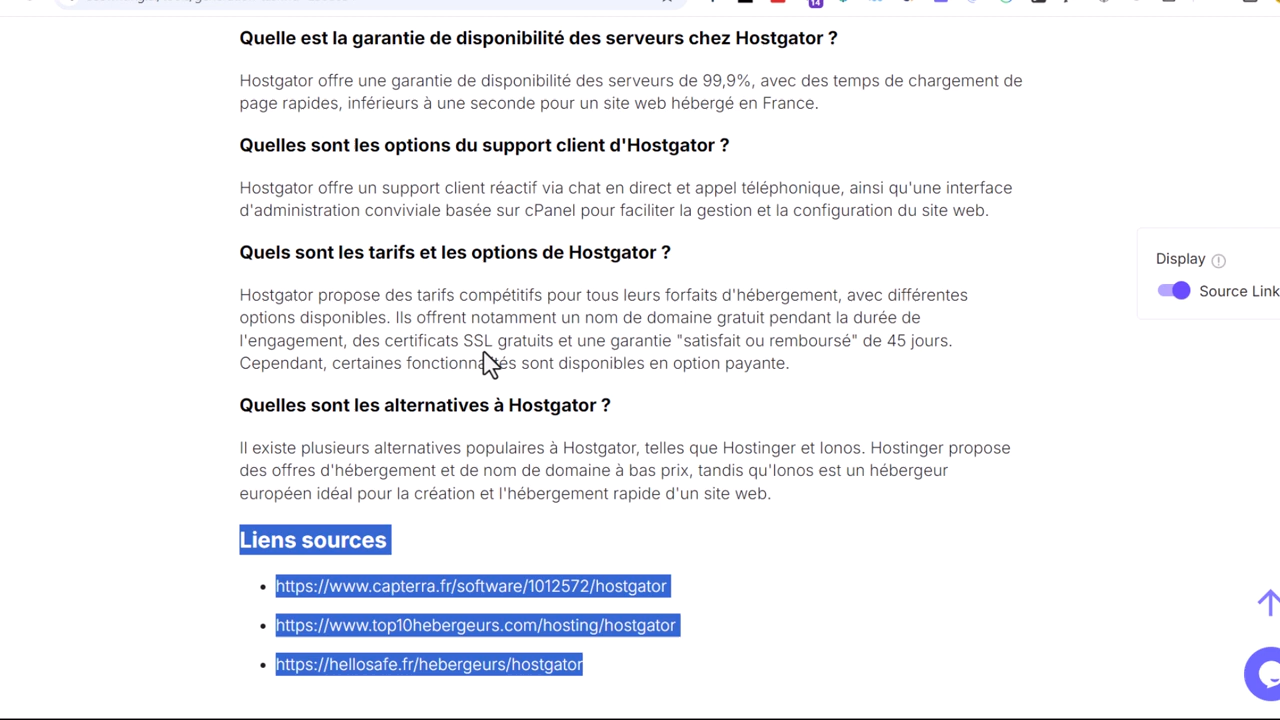 Quelle est la garantie de disponibilité des serveurs chez Hostgator ?
Hostgator offre une garantie de disponibilité des serveurs de 99,9%, avec des temps de chargement de
page rapides, inférieurs à une seconde pour un site web hébergé en France.
Quelles sont les options du support client d'Hostgator ?
Hostgator offre un support client réactif via chat en direct et appel téléphonique, ainsi qu'une interface
d'administration conviviale basée sur cPanel pour faciliter la gestion et la configuration du site web.
Quels sont les tarifs et les options de Hostgator ?
Hostgator propose des tarifs compétitifs pour tous leurs forfaits d'hébergement, avec différentes
options disponibles. Ils offrent notamment un nom de domaine gratuit pendant la durée de
l'engagement, des certificats SSL gratuits et une garantie "satisfait ou remboursé" de 45 jours.
Cependant, certaines fonctionnalités sont disponibles en option payante.
Quelles sont les alternatives à Hostgator ?
Il existe plusieurs alternatives populaires à Hostgator, telles que Hostinger et Ionos. Hostinger propose
des offres d'hébergement et de nom de domaine à bas prix, tandis qu'Ionos est un hébergeur
européen idéal pour la création et l'hébergement rapide d'un site web.
Liens sources
https://www.capterra.fr/software/1012572/hostgator
https://www.top10hebergeurs.com/hosting/hostgator
https://hellosafe.fr/hebergeurs/hostgator
Display
Source Link
14